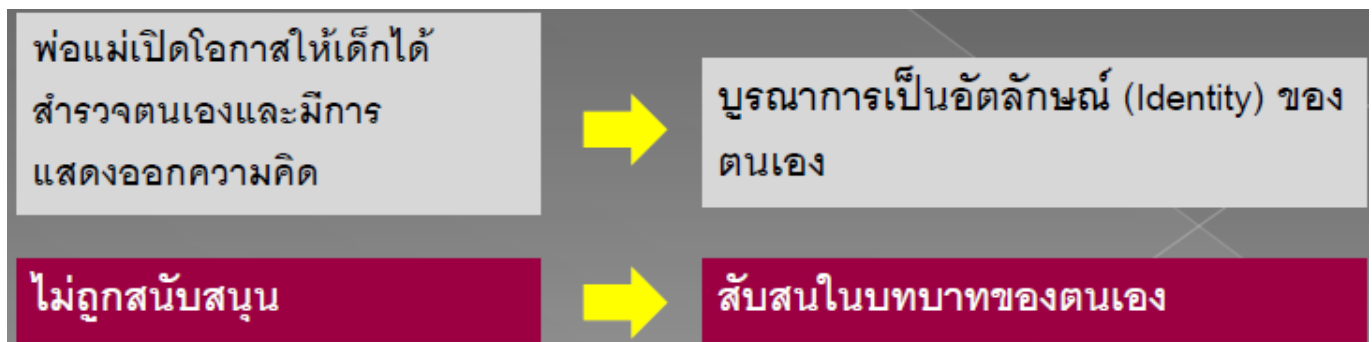 พ่อแม่เปิดโอกาสให้เด็กได้
สำรวจตนเองและมีการ
แสดงออกความคิด
บูรณาการเป็นอัตลักษณ์ (Identity) ของ
ตนเอง
ไม่ถูกสนับสนุน
สับสนในบทบาทของตนเอง